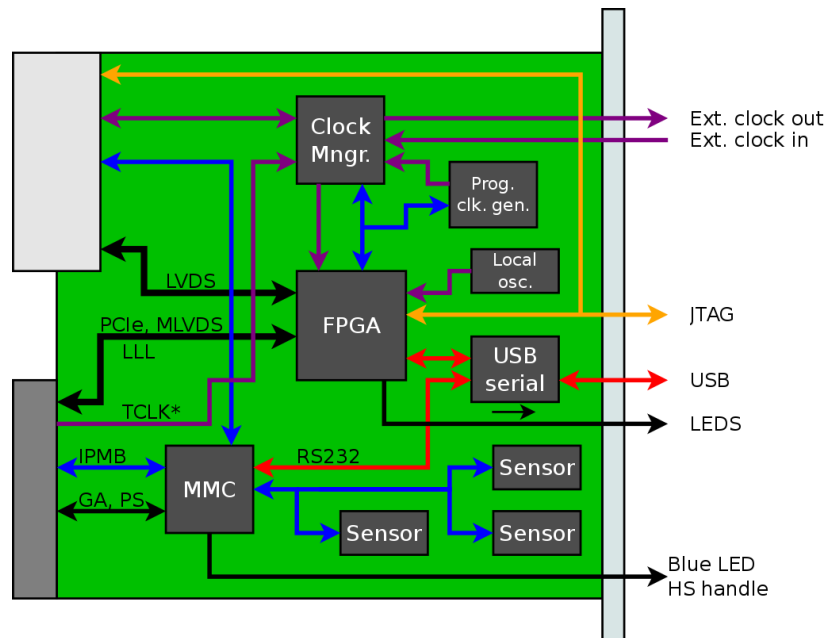 Clock
Mngr.
Ext. clock out
Ext. clock in
Prog.
clk. gen.
Local
osc.
LVDS
FPGA
PCIe, MLVDS
LLL
JTAG
USB
serial
USB
TCLK*
LEDS
IPMB
RS232
MMC
GA, PS
Sensor
Sensor
Sensor
Blue LED
HS handle